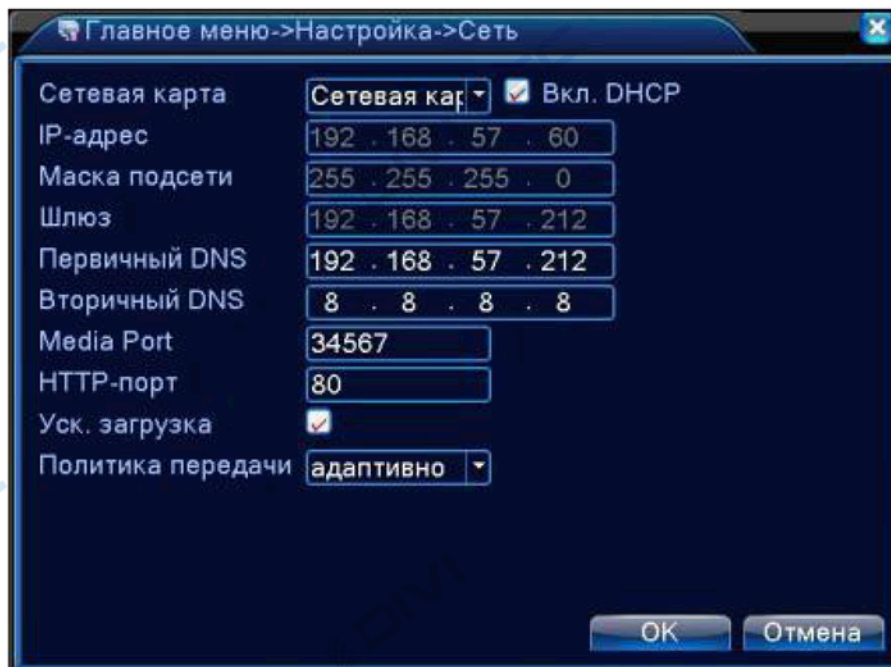 Главное меню->Настройка->Сеть
Сетевая карта Сетевая кар Вкл. DHCP
IP-адрес 192 . 168 . 57 . 60
Маска подсети 255 . 255 . 255 . 0
Шлюз 192 . 168 . 57 . 212
Первичный DNS 192 . 168 . 57 . 212
Вторичный DNS 8 . 8 . 8 . 8
Media Port 34567
HTTP-порт 80
Уск. загрузка
Политика передачи адаптивно
DIVI
OK Отмена